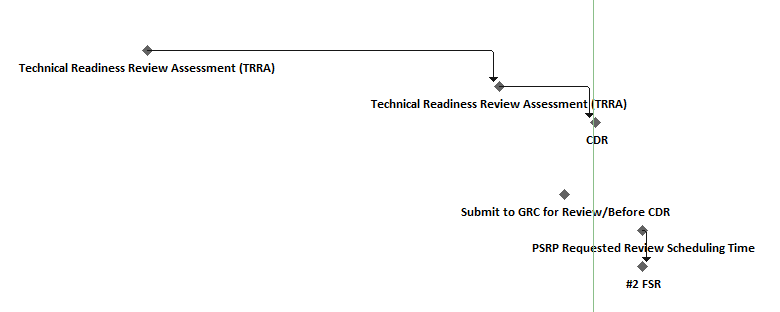 Technical Readiness Review Assessment (TRRA)
Technical Readiness Review Assessment (TRRA)
CDR
Submit to GRC for Review/Before CDR
PSRP Requested Review Scheduling Time
#2 FSR